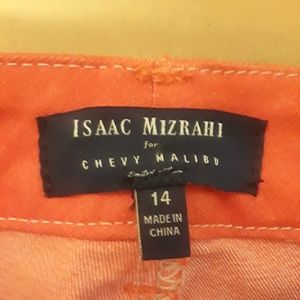 ISAAC MIZRAHI
for
CHEVY MALIBU
14
MADE IN
CHINA